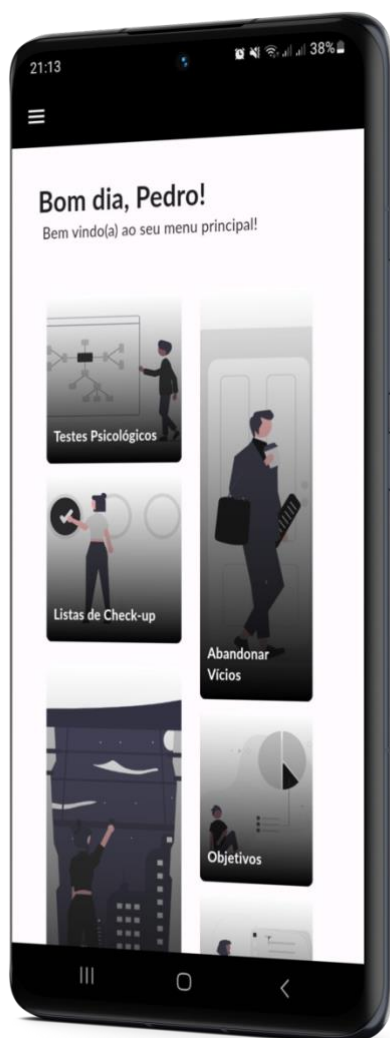 21:13
38%
Bom dia, Pedro!
Bem vindo(a) ao seu menu principal!
Testes Psicológicos
Listas de Check-up
Abandonar
Vícios
Objetivos